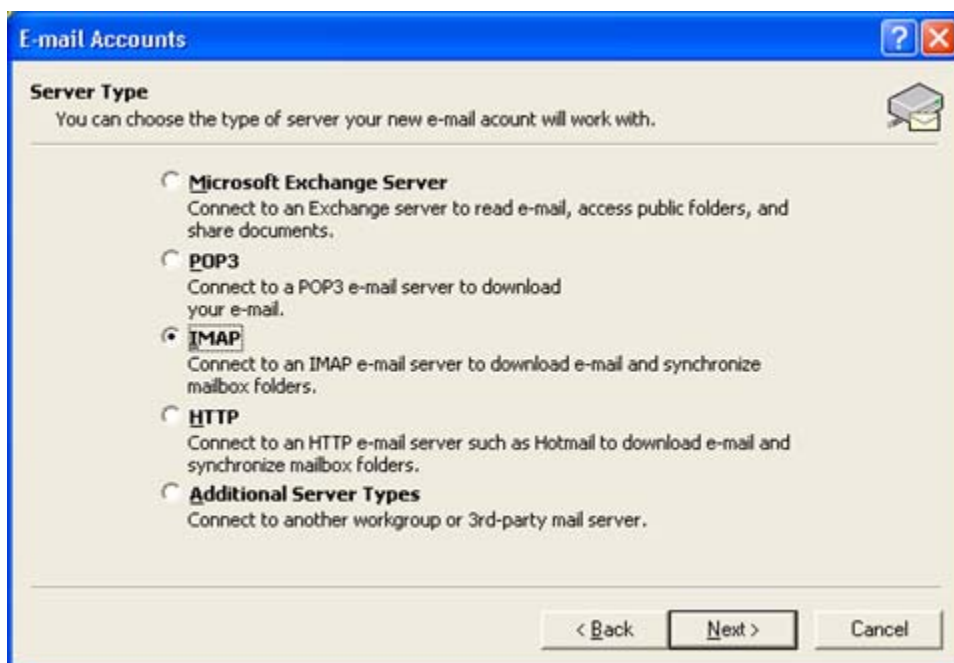 E-mail Accounts
Server Type
You can choose the type of server your new e-mail acount will work with.
Microsoft Exchange Server
Connect to an Exchange server to read e-mail, access public folders, and
share documents.
POP3
Connect to a POP3 e-mail server to download
your e-mail.
IMAP
Connect to an IMAP e-mail server to download e-mail and synchronize
mailbox folders.
HTTP
Connect to an HTTP e-mail server such as Hotmail to download e-mail and
synchronize mailbox folders.
Additional Server Types
Connect to another workgroup or 3rd-party mail server.
< Back Next > Cancel